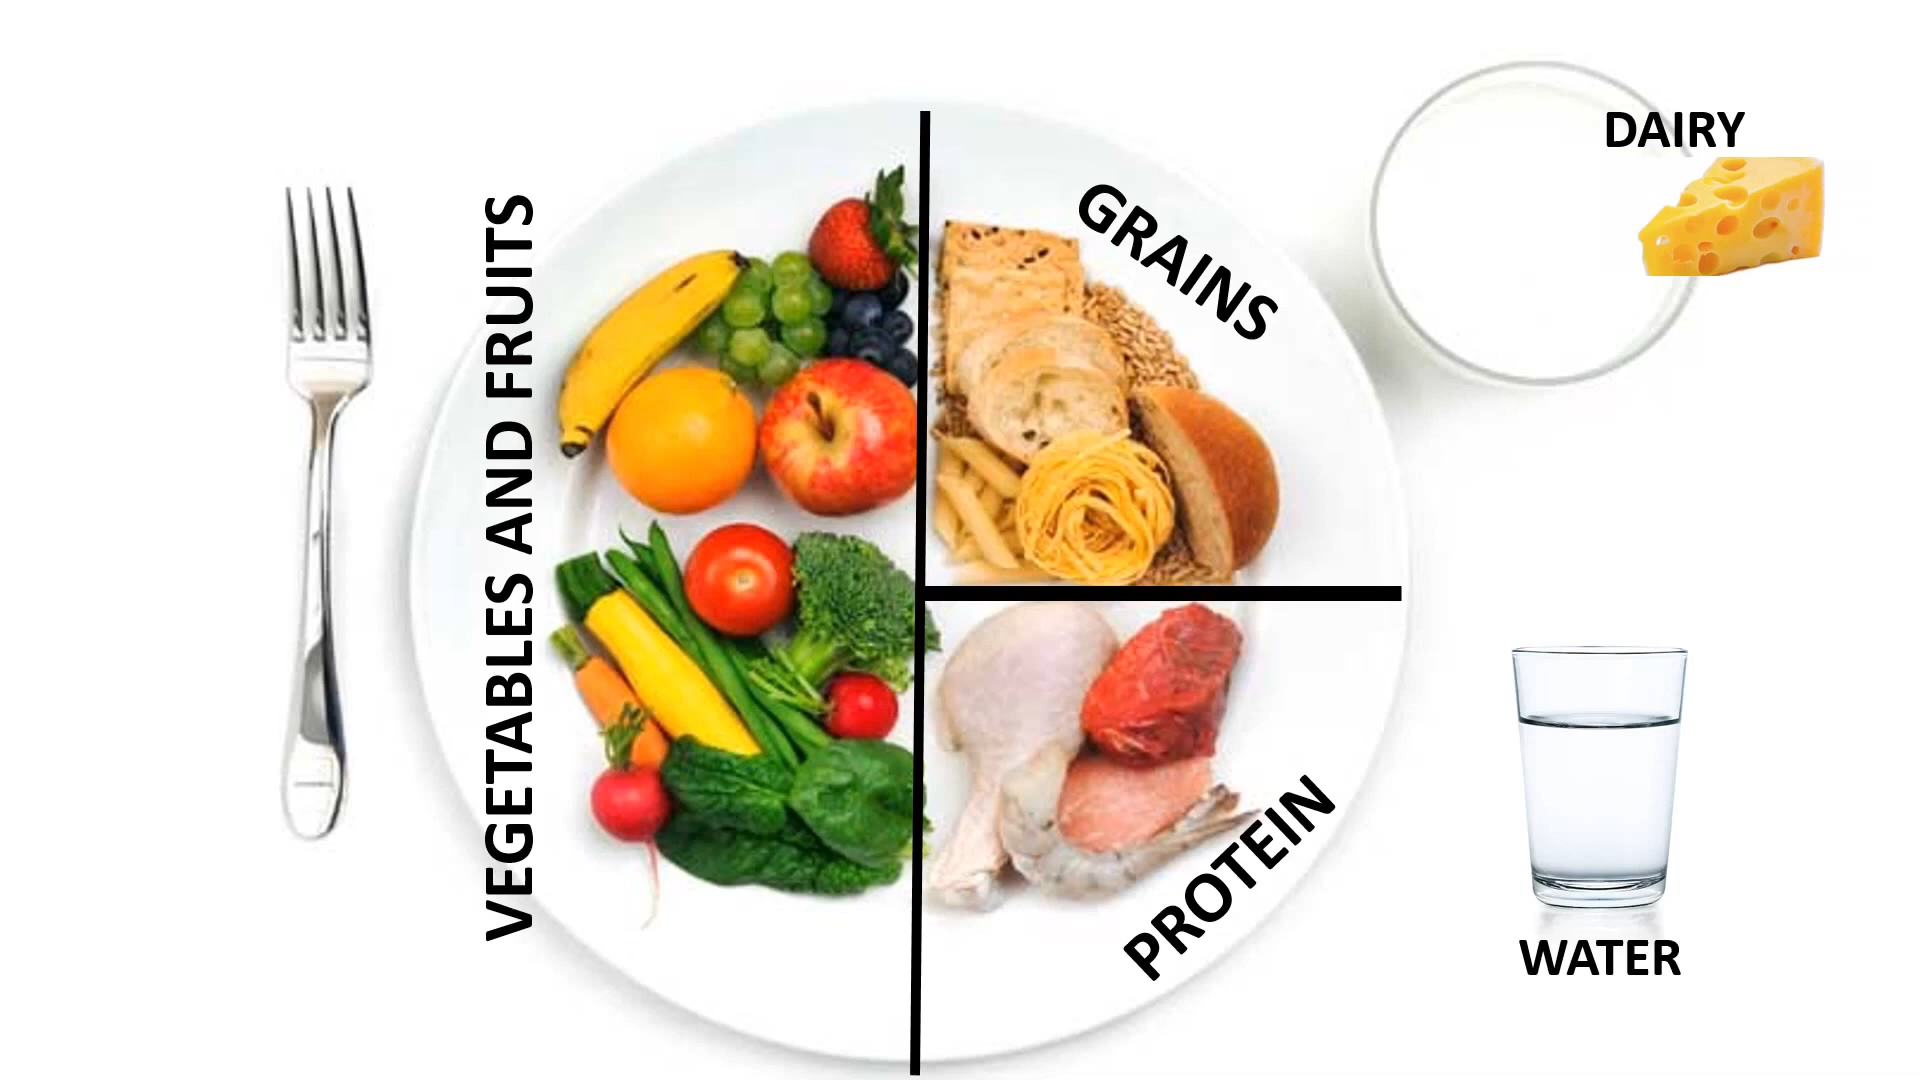 VEGETABLES AND FRUITS
GRAINS
DAIRY
PROTEIN
WATER